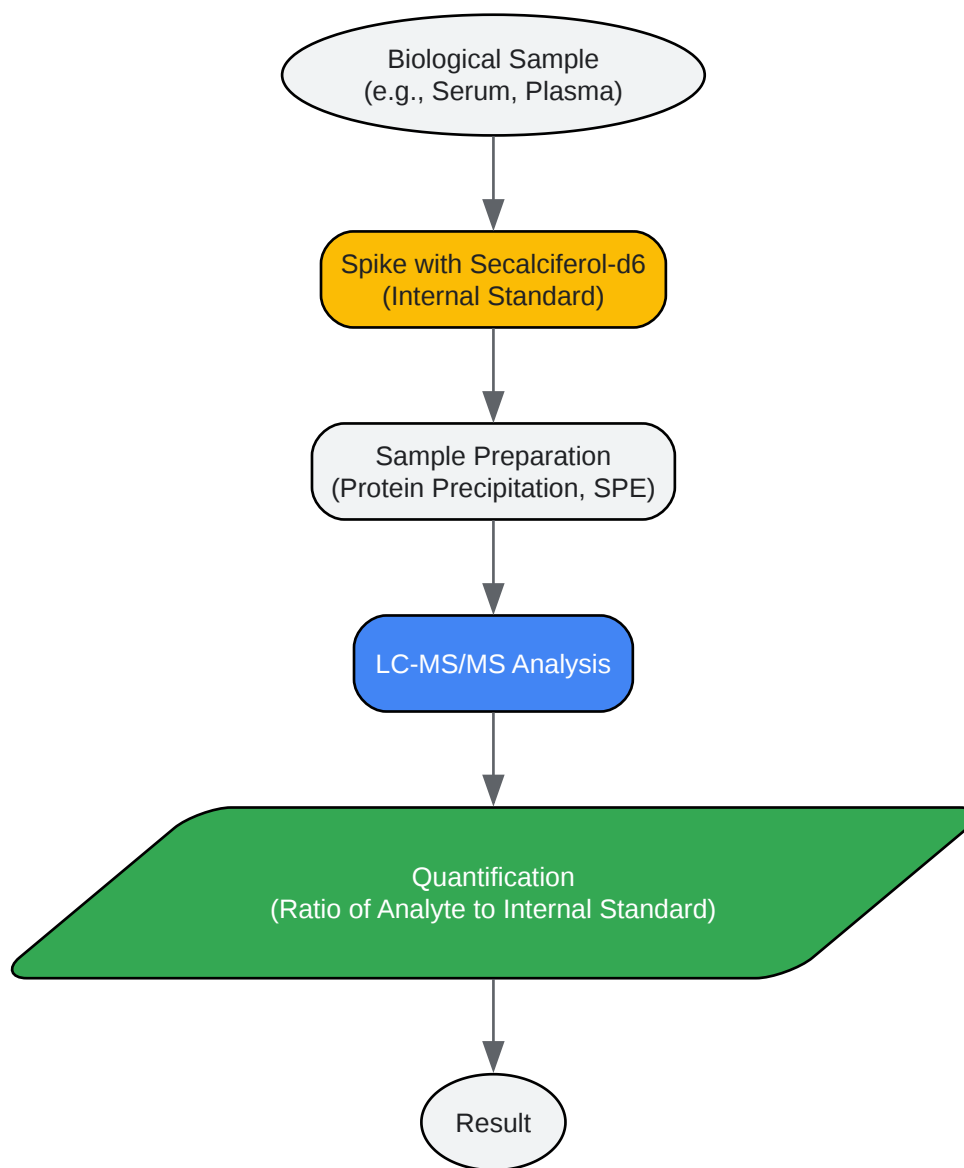 Biological Sample
(e.g., Serum, Plasma)
Spike with Secalciferol-d6
(Internal Standard)
Sample Preparation
(Protein Precipitation, SPE)
LC-MS/MS Analysis
Quantification
(Ratio of Analyte to Internal Standard)
Result